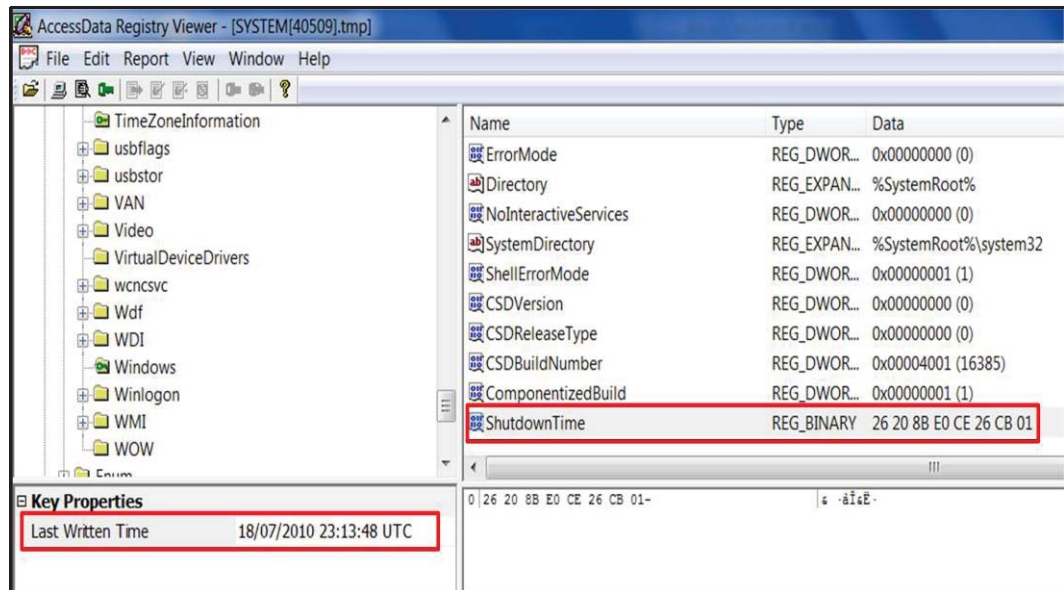 AccessData Registry Viewer - [SYSTEM[40509].tmp]
File Edit Report View Window Help
TimeZoneInformation
usbflags
usbstor
VAN
Video
VirtualDeviceDrivers
wcncsvc
Wdf
WDI
Windows
Winlogon
WMI
WOW
Enum
Key Properties
Last Written Time 18/07/2010 23:13:48 UTC
Name Type Data
ErrorMode REG_DWOR... 0x00000000 (0)
Directory REG_EXPAN... %SystemRoot%
NoInteractiveServices REG_DWOR... 0x00000000 (0)
SystemDirectory REG_EXPAN... %SystemRoot%\system32
ShellErrorMode REG_DWOR... 0x00000001 (1)
CSDVersion REG_DWOR... 0x00000000 (0)
CSDReleaseType REG_DWOR... 0x00000000 (0)
CSDBuildNumber REG_DWOR... 0x00004001 (16385)
ComponentizedBuild REG_DWOR... 0x00000001 (1)
ShutdownTime REG_BINARY 26 20 8B E0 CE 26 CB 01
0 26 20 8B E0 CE 26 CB 01-